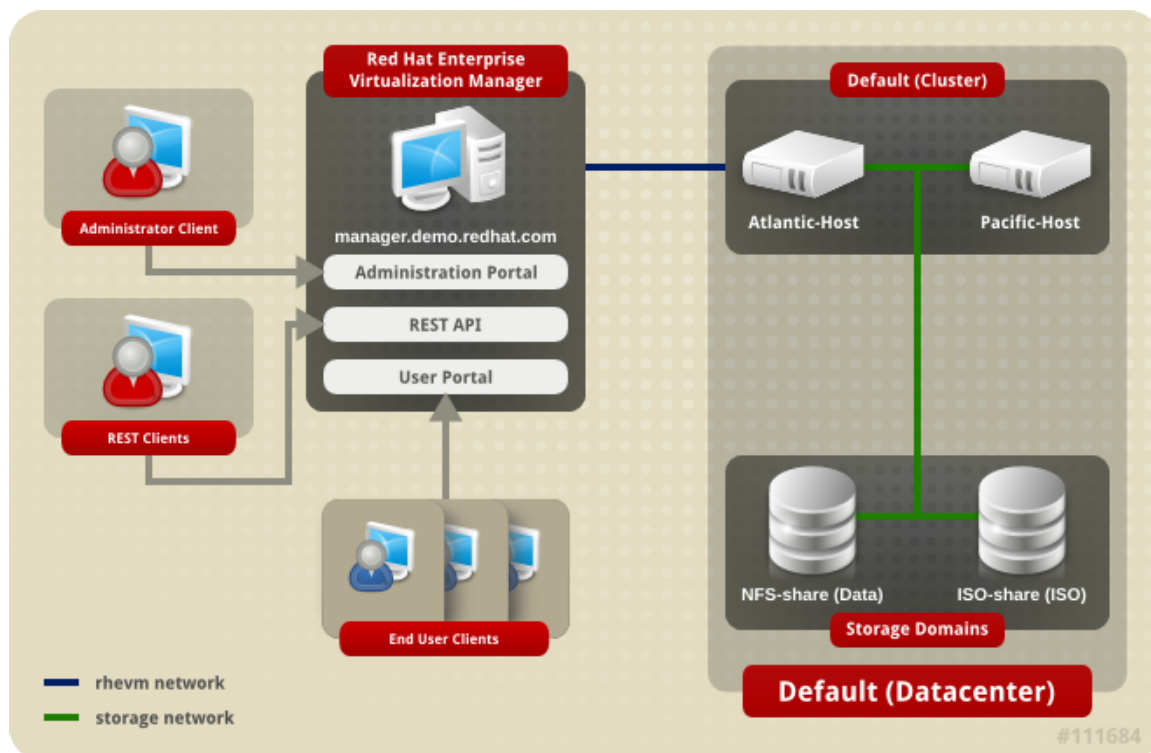 Red Hat Enterprise
Virtualization Manager
Default (Cluster)
Administrator Client
manager.demo.redhat.com
Atlantic-Host
Pacific-Host
Administration Portal
REST API
User Portal
REST Clients
End User Clients
NFS-share (Data)
ISO-share (ISO)
Storage Domains
Default (Datacenter)
rhevm network
storage network
#111684